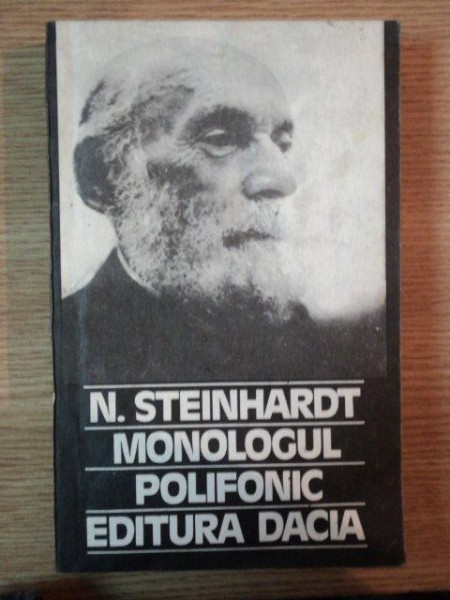 N. STEINHARDT
MONOLOGUL
POLIFONIC
EDITURA DACIA